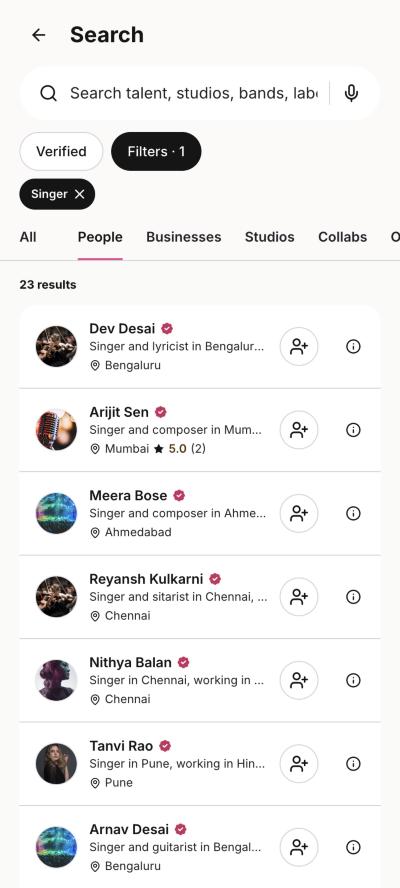 Search
Search talent, studios, bands, labe
Verified
Filters · 1
Singer
All People Businesses Studios Collabs O
23 results
Dev Desai
Singer and lyricist in Bengalur...
Bengaluru
Arijit Sen
Singer and composer in Mum...
Mumbai ★ 5.0 (2)
Meera Bose
Singer and composer in Ahme...
Ahmedabad
Reyansh Kulkarni
Singer and sitarist in Chennai, ...
Chennai
Nithya Balan
Singer in Chennai, working in ...
Chennai
Tanvi Rao
Singer in Pune, working in Hin...
Pune
Arnav Desai
Singer and guitarist in Bengal...
Bengaluru